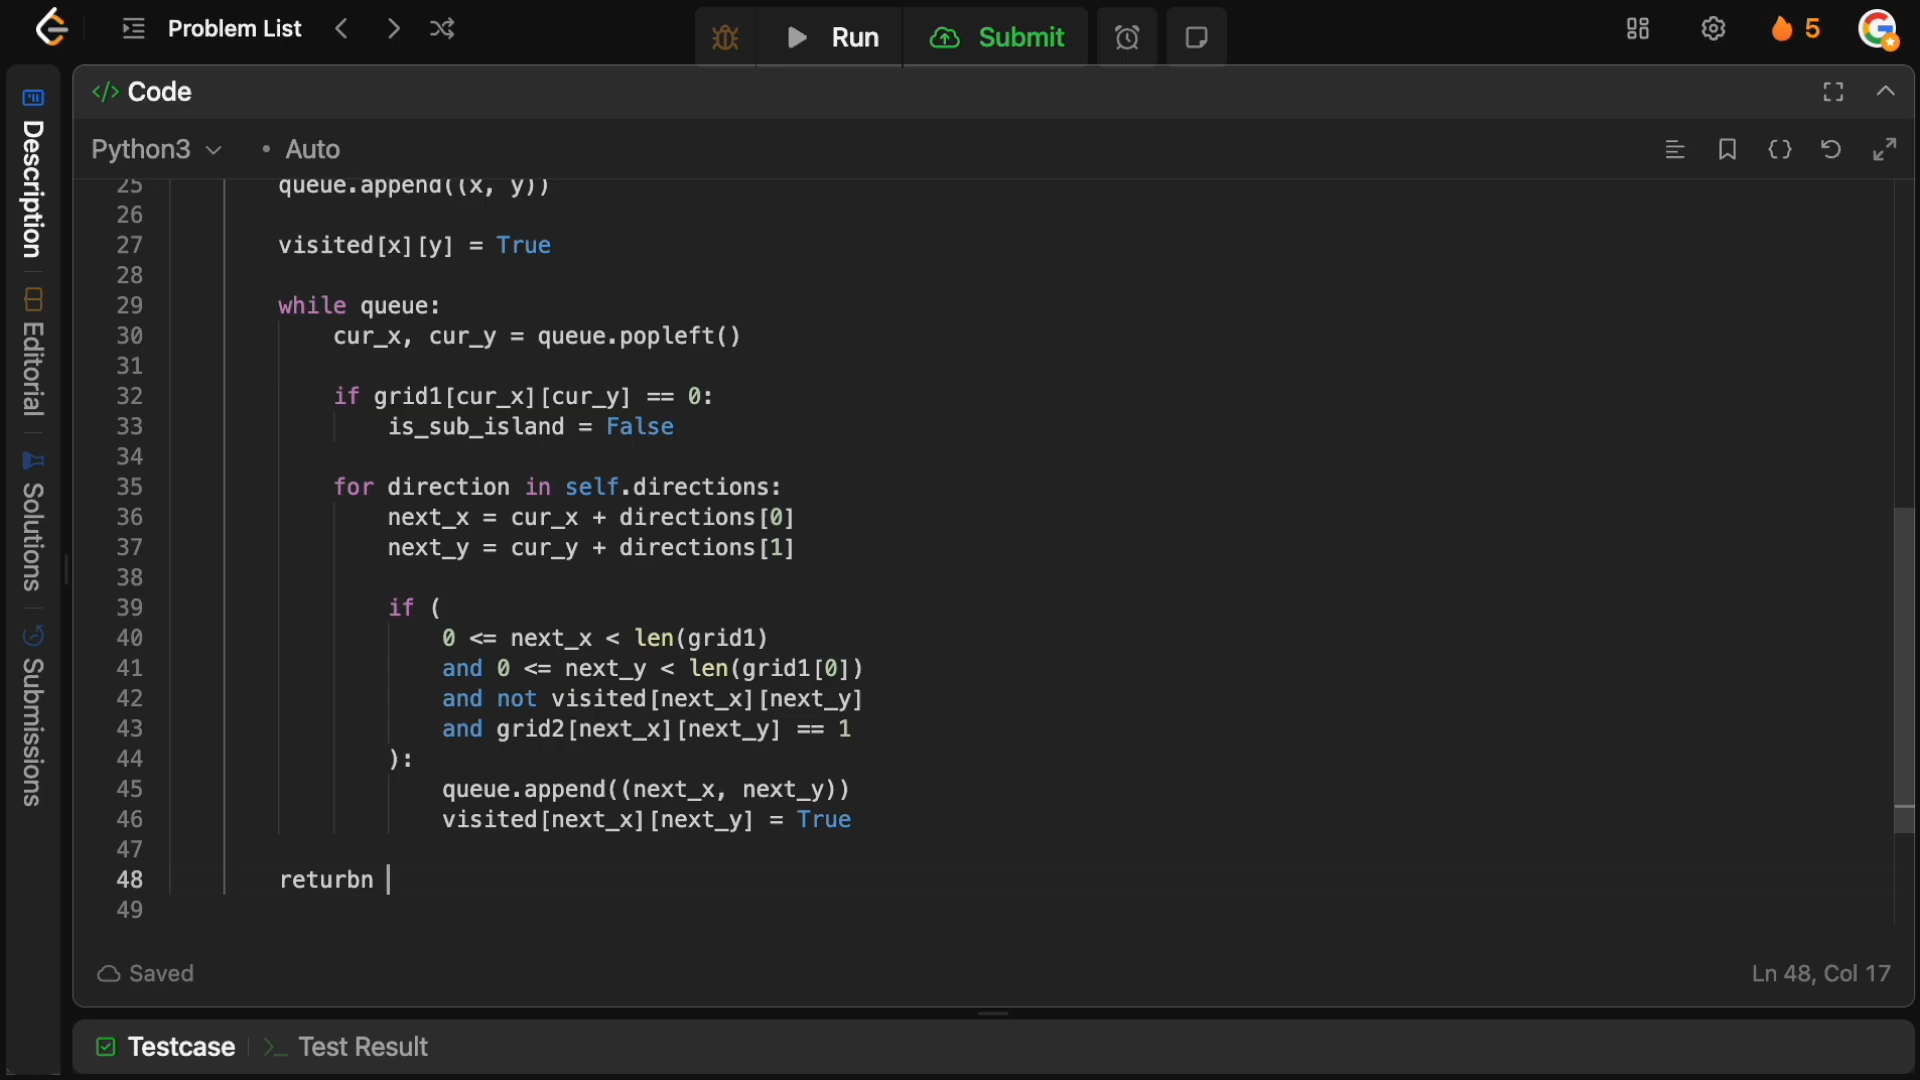 Problem List
Run
Submit
5
Code
Python3
• Auto
Description
Editorial
Solutions
Submissions
25 queue.append((x, y))
26
27 visited[x][y] = True
28
29 while queue:
30 cur_x, cur_y = queue.popleft()
31
32 if grid1[cur_x][cur_y] == 0:
33 is_sub_island = False
34
35 for direction in self.directions:
36 next_x = cur_x + directions[0]
37 next_y = cur_y + directions[1]
38
39 if (
40 0 <= next_x < len(grid1)
41 and 0 <= next_y < len(grid1[0])
42 and not visited[next_x][next_y]
43 and grid2[next_x][next_y] == 1
44 ):
45 queue.append((next_x, next_y))
46 visited[next_x][next_y] = True
47
48 returbn
49
Saved
Ln 48, Col 17
Testcase
Test Result